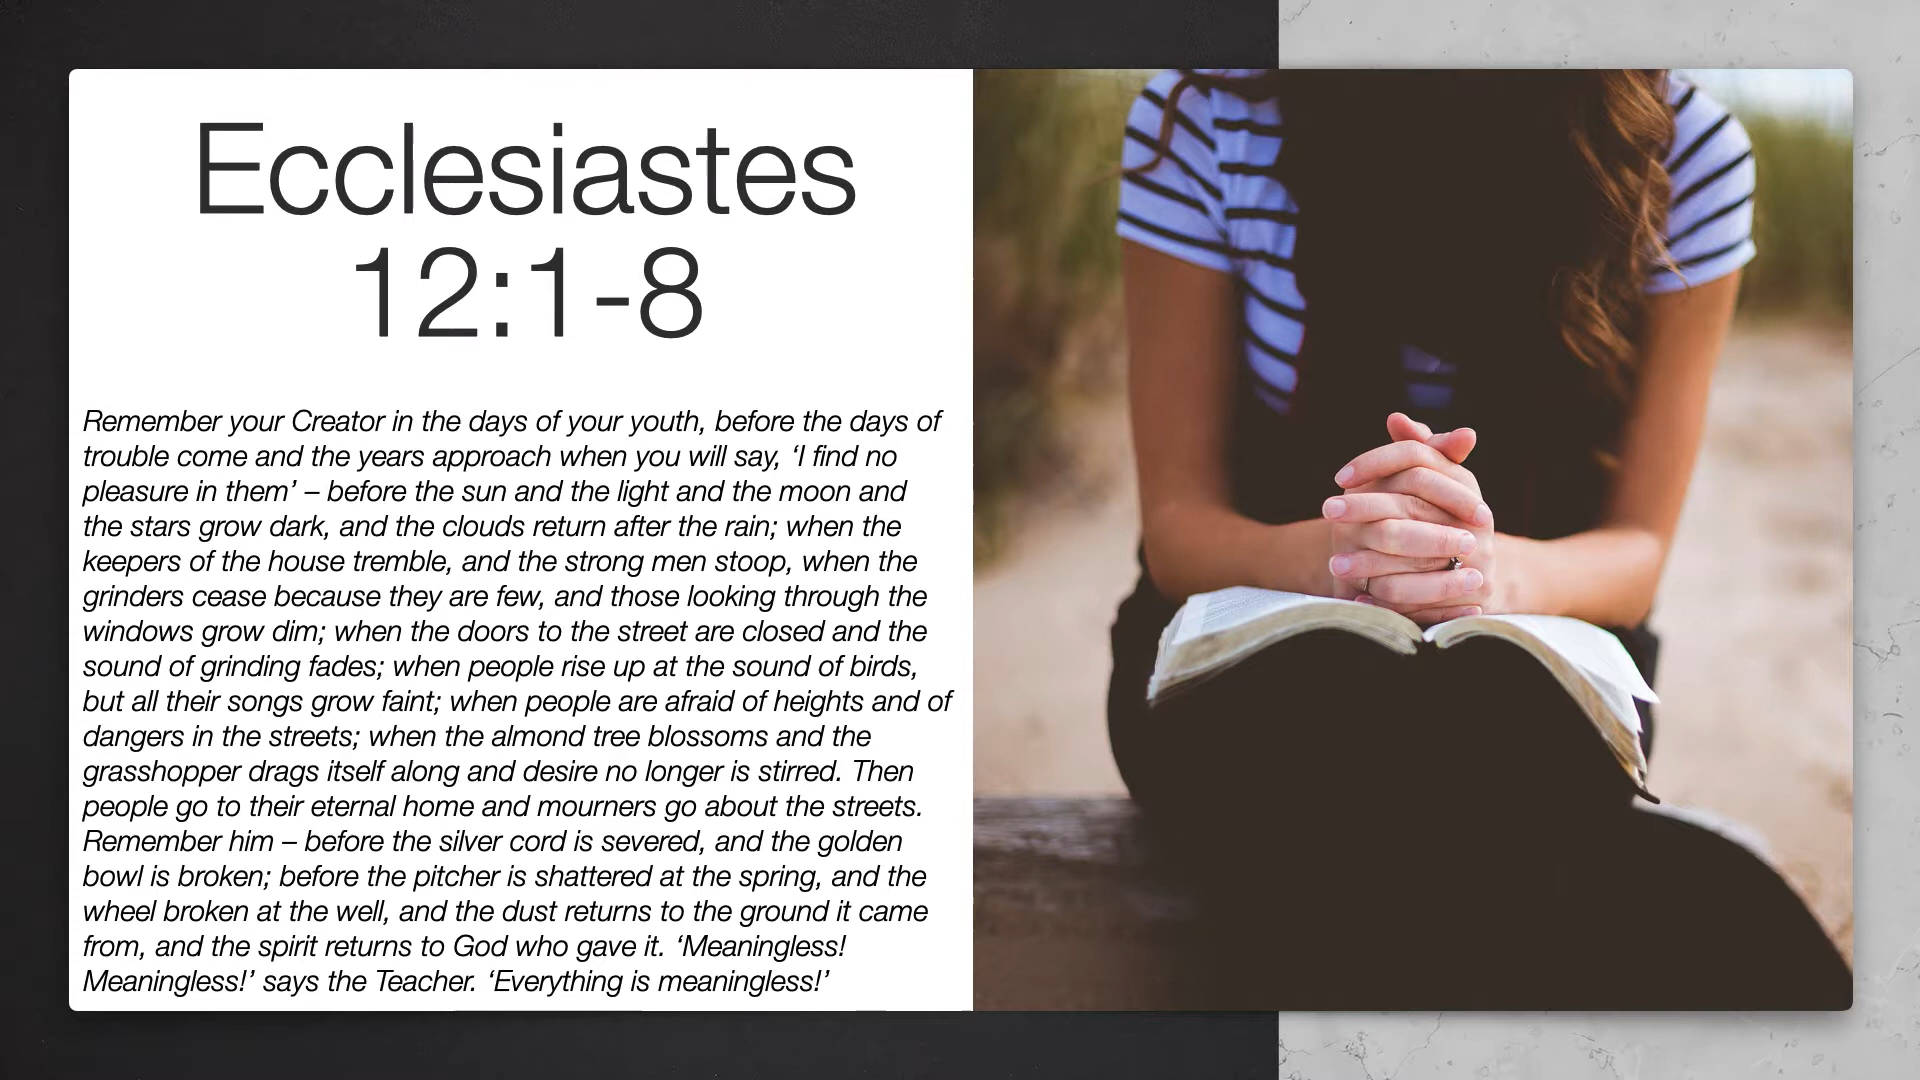 Ecclesiastes
12:1-8
Remember your Creator in the days of your youth, before the days of
trouble come and the years approach when you will say, ‘I find no
pleasure in them’ – before the sun and the light and the moon and
the stars grow dark, and the clouds return after the rain; when the
keepers of the house tremble, and the strong men stoop, when the
grinders cease because they are few, and those looking through the
windows grow dim; when the doors to the street are closed and the
sound of grinding fades; when people rise up at the sound of birds,
but all their songs grow faint; when people are afraid of heights and of
dangers in the streets; when the almond tree blossoms and the
grasshopper drags itself along and desire no longer is stirred. Then
people go to their eternal home and mourners go about the streets.
Remember him – before the silver cord is severed, and the golden
bowl is broken; before the pitcher is shattered at the spring, and the
wheel broken at the well, and the dust returns to the ground it came
from, and the spirit returns to God who gave it. ‘Meaningless!
Meaningless!’ says the Teacher. ‘Everything is meaningless!’